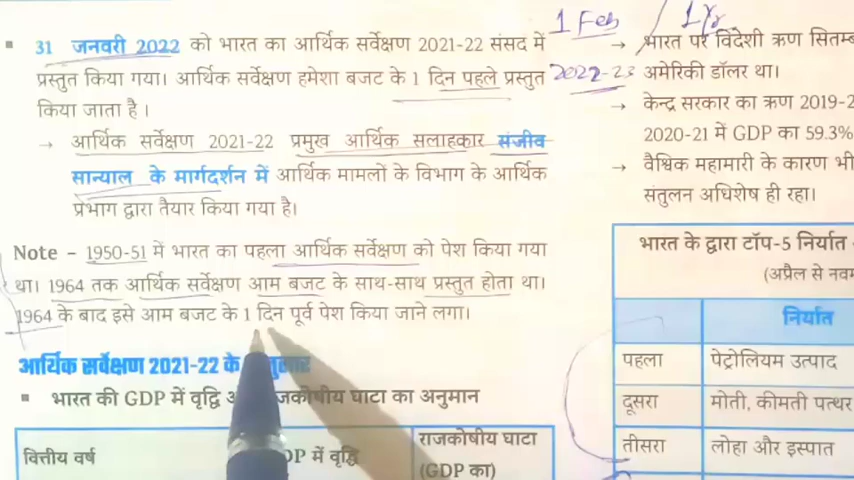 1 Feb
1 Yr
2022-23
31 जनवरी 2022 को भारत का आर्थिक सर्वेक्षण 2021-22 संसद में
प्रस्तुत किया गया। आर्थिक सर्वेक्षण हमेशा बजट के 1 दिन पहले प्रस्तुत
किया जाता है ।
→ आर्थिक सर्वेक्षण 2021-22 प्रमुख आर्थिक सलाहकार संजीव
सान्याल के मार्गदर्शन में आर्थिक मामलों के विभाग के आर्थिक
प्रभाग द्वारा तैयार किया गया है।
Note – 1950-51 में भारत का पहला आर्थिक सर्वेक्षण को पेश किया गया
था। 1964 तक आर्थिक सर्वेक्षण आम बजट के साथ-साथ प्रस्तुत होता था।
1964 के बाद इसे आम बजट के 1 दिन पूर्व पेश किया जाने लगा।
आर्थिक सर्वेक्षण 2021-22 के
भारत की GDP में वृद्धि घाटा का अनुमान
वित्तीय वर्ष
में वृद्धि
राजकोषीय घाटा
(GDP का)
→ भारत पर विदेशी ऋण
अमेरिकी डॉलर था।
→ केन्द्र सरकार का ऋण
2020-21 में GDP का 59.3%
→ वैश्विक महामारी के कारण भी
संतुलन अधिशेष ही रहा।
भारत के द्वारा टॉप-5 निर्यात
(अप्रैल से
निर्यात
पहला पेट्रोलियम उत्पाद
दूसरा मोती, कीमती पत्थर
तीसरा लोहा और इस्पात